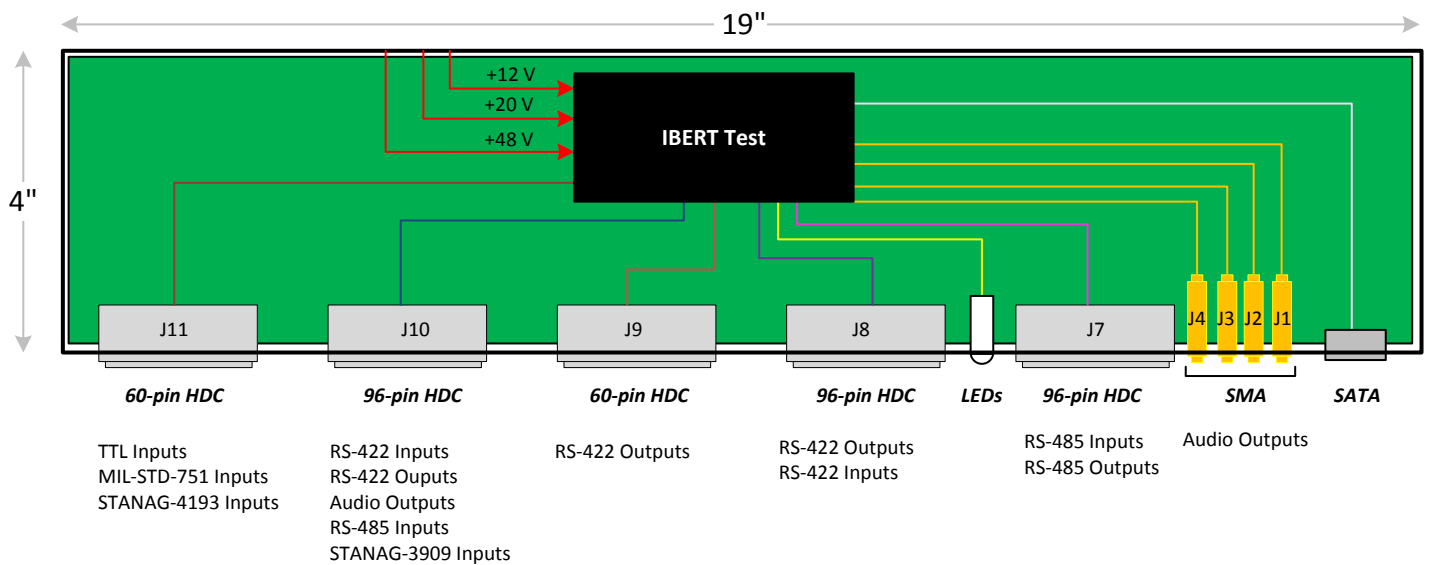 19"
+12 V
+20 V
+48 V
IBERT Test
4"
J11
J10
J9
J8
J7
J4
J3
J2
J1
60-pin HDC
96-pin HDC
60-pin HDC
96-pin HDC
LEDs
96-pin HDC
SMA
SATA
TTL Inputs
MIL-STD-751 Inputs
STANAG-4193 Inputs
RS-422 Inputs
RS-422 Ouputs
Audio Outputs
RS-485 Inputs
STANAG-3909 Inputs
RS-422 Outputs
RS-422 Outputs
RS-422 Inputs
RS-485 Inputs
RS-485 Outputs
Audio Outputs